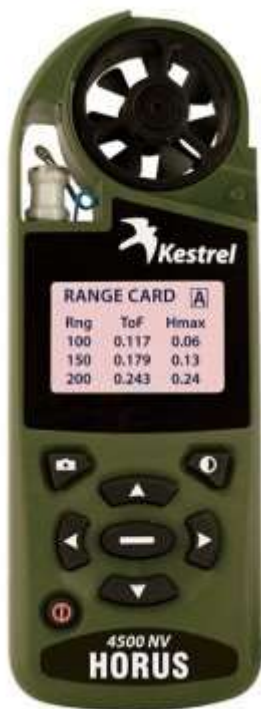 Kestrel
RANGE CARD A
Rng ToF Hmax
100 0.117 0.06
150 0.179 0.13
200 0.243 0.24
4500 NV
HORUS